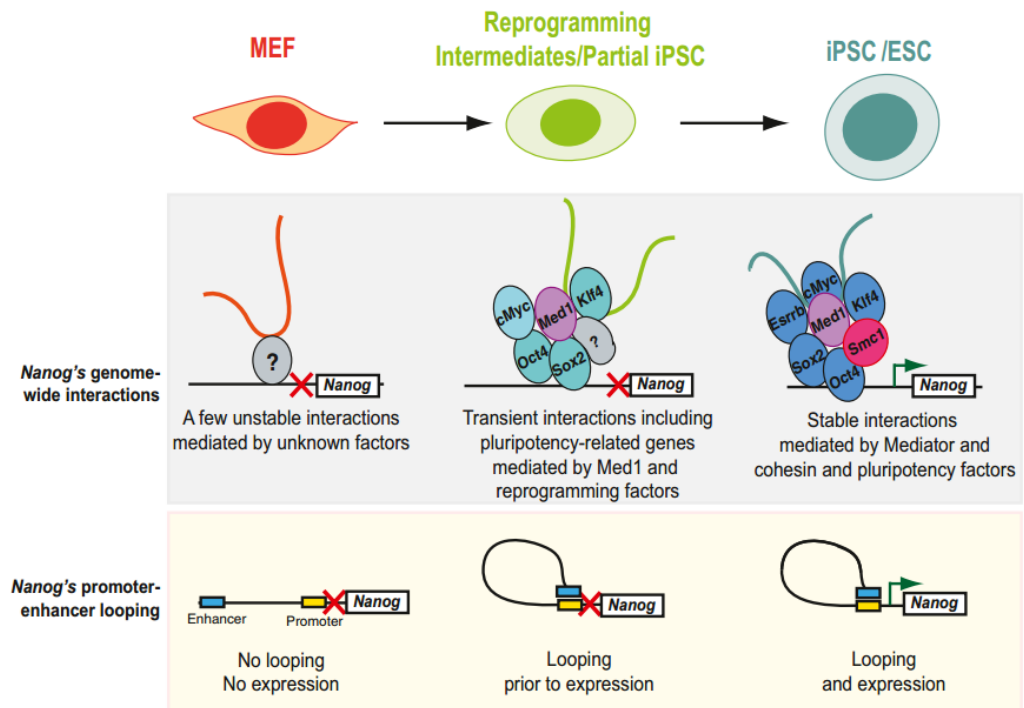 MEF
Reprogramming
Intermediates/Partial iPSC
iPSC /ESC
Nanog's genome-
wide interactions
?
Nanog
A few unstable interactions
mediated by unknown factors
cMyc
Med1
Klf4
Oct4
Sox2
?
Nanog
Transient interactions including
pluripotency-related genes
mediated by Med1 and
reprogramming factors
Esrrb
cMyc
Med1
Klf4
Sox2
Oct4
Smc1
Nanog
Stable interactions
mediated by Mediator and
cohesin and pluripotency factors
Nanog's promoter-
enhancer looping
Enhancer
Promoter
Nanog
No looping
No expression
Nanog
Looping
prior to expression
Nanog
Looping
and expression